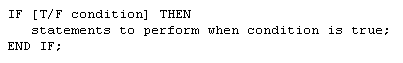 IF [T/F condition] THEN
   statements to perform when condition is true;
END IF;